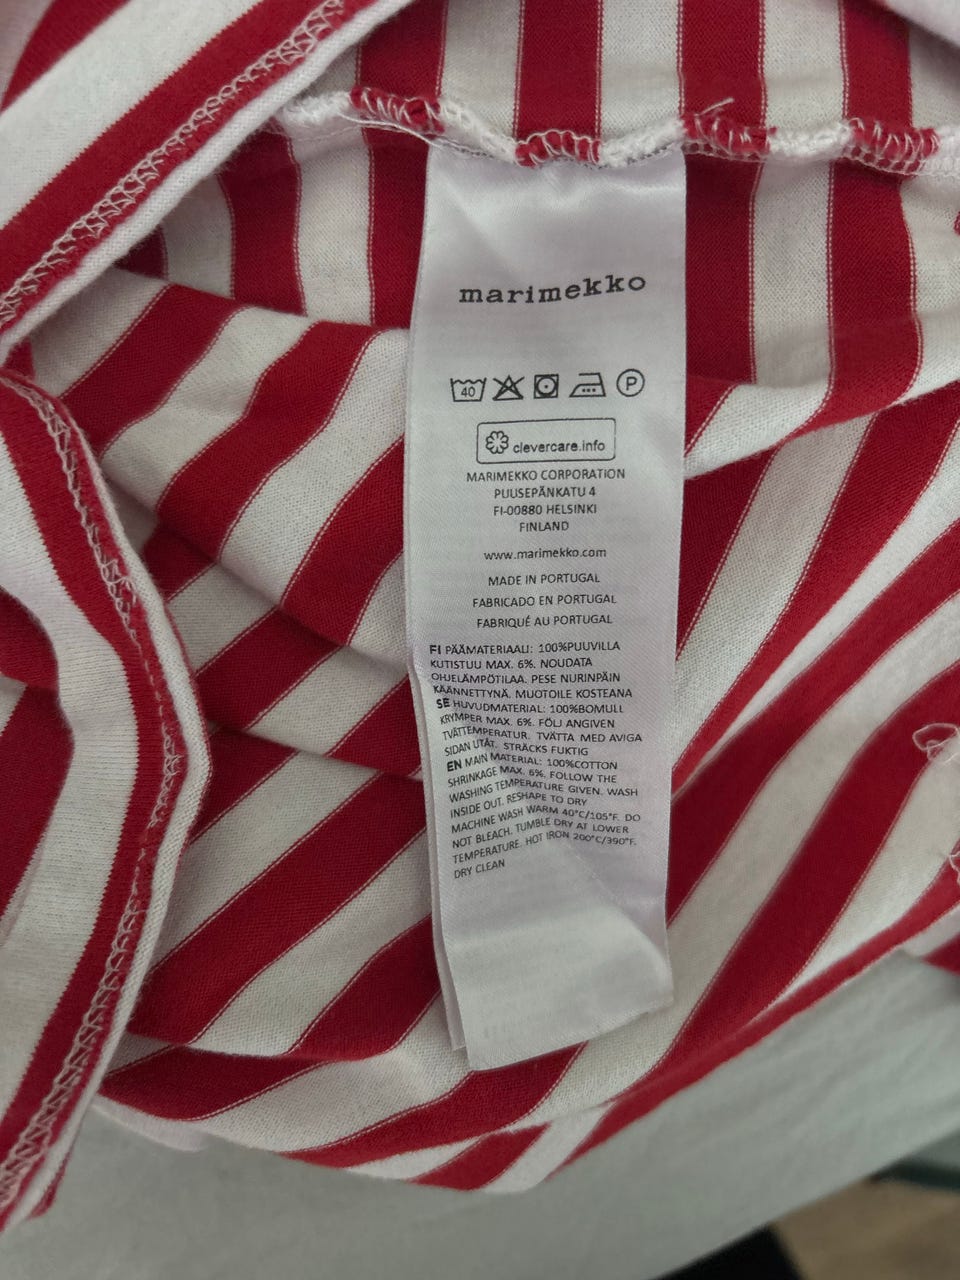 marimekko
40 P
clevercare.info
MARIMEKKO CORPORATION
PUUSEPÄNKATU 4
FI-00880 HELSINKI
FINLAND
www.marimekko.com
MADE IN PORTUGAL
FABRICADO EN PORTUGAL
FABRIQUÉ AU PORTUGAL
FI PÄÄMATERIAALI: 100%PUUVILLA
KUTISTUU MAX. 6%. NOUDATA
OHJELÄMPÖTILAA. PESE NURINPÄIN
KÄÄNNETTYNÄ. MUOTOILE KOSTEANA
SE HUVUDMATERIAL: 100%BOMULL
KRYMPER MAX. 6%. FÖLJ ANGIVEN
TVÄTTEMPERATUR. TVÄTTA MED AVIGA
SIDAN UTÅT. STRÄCKS FUKTIG
EN MAIN MATERIAL: 100%COTTON
SHRINKAGE MAX. 6%. FOLLOW THE
WASHING TEMPERATURE GIVEN. WASH
INSIDE OUT. RESHAPE TO DRY
MACHINE WASH WARM 40°C/105°F. DO
NOT BLEACH. TUMBLE DRY AT LOWER
TEMPERATURE. HOT IRON 200°C/390°F.
DRY CLEAN